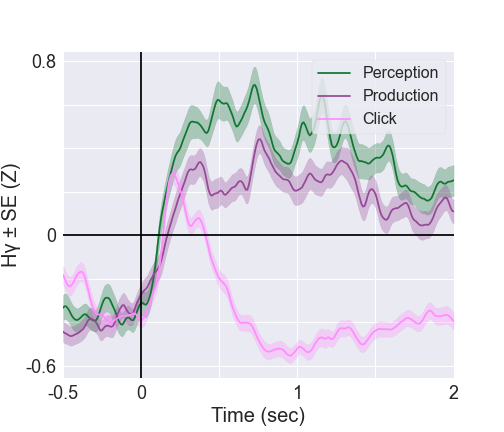 0.8
0
-0.6
Hγ ± SE (Z)
Perception
Production
Click
-0.5
0
1
2
Time (sec)